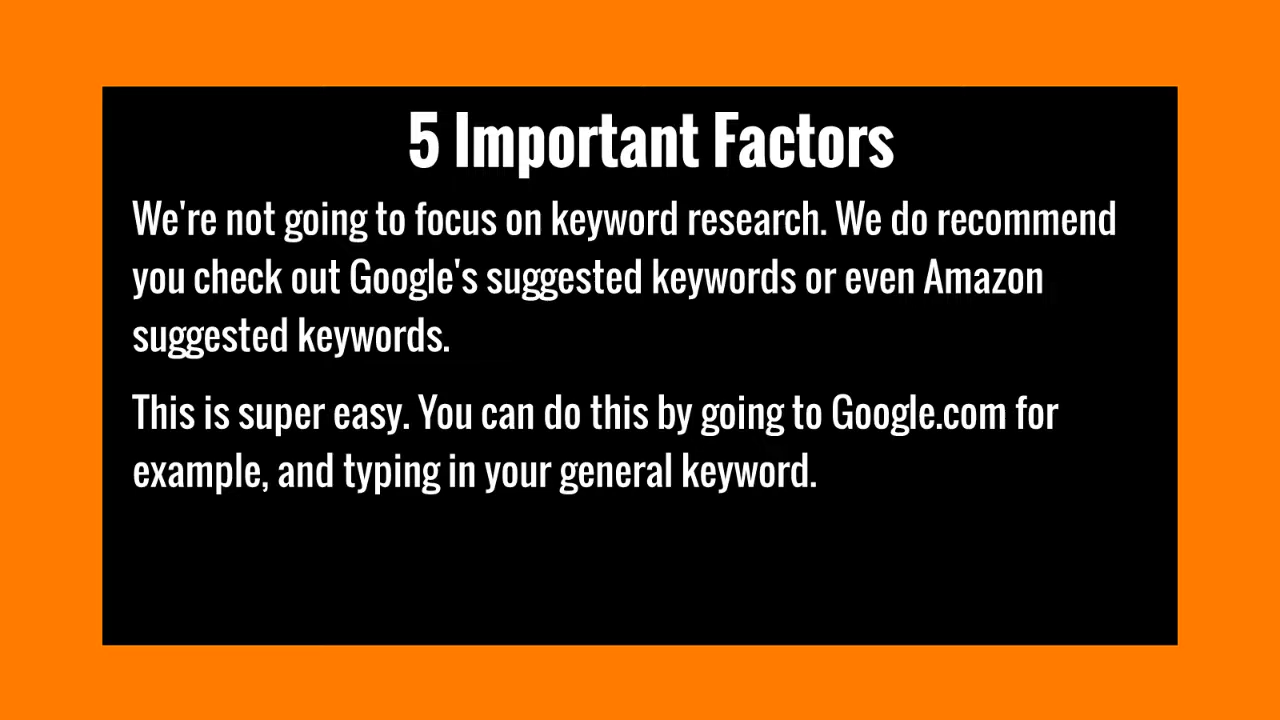 5 Important Factors
We're not going to focus on keyword research. We do recommend
you check out Google's suggested keywords or even Amazon
suggested keywords.
This is super easy. You can do this by going to Google.com for
example, and typing in your general keyword.